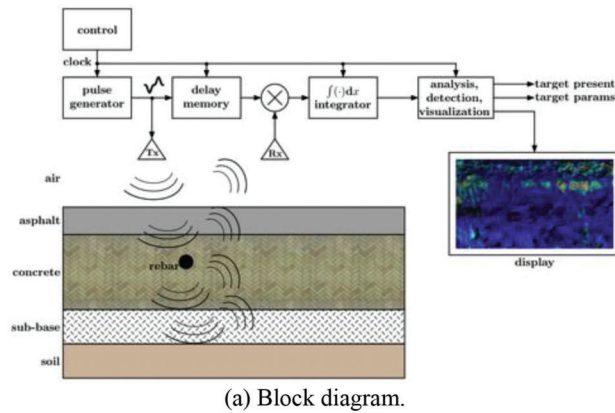 control
clock
pulse
generator
delay
memory
∫(·)dx
integrator
analysis,
detection,
visualization
target present
target params
Tx
Rx
air
asphalt
concrete
rebar
sub-base
soil
display
(a) Block diagram.